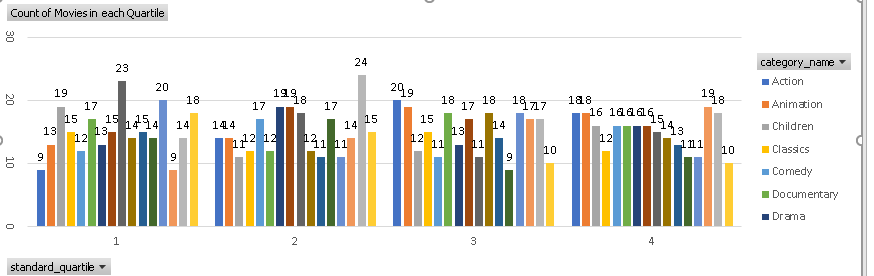 Count of Movies in each Quartile
30
20
10
0
9 13 19 15 12 17 13 15 23 14 15 14 20 9 14 18
14 14 11 12 17 12 19 19 18 12 11 17 11 14 24 15
20 19 12 15 11 18 13 17 11 18 14 9 18 17 17 10
18 18 16 12 16 16 16 16 15 14 13 11 11 19 18 10
1 2 3 4
category_name
Action
Animation
Children
Classics
Comedy
Documentary
Drama
standard_quartile